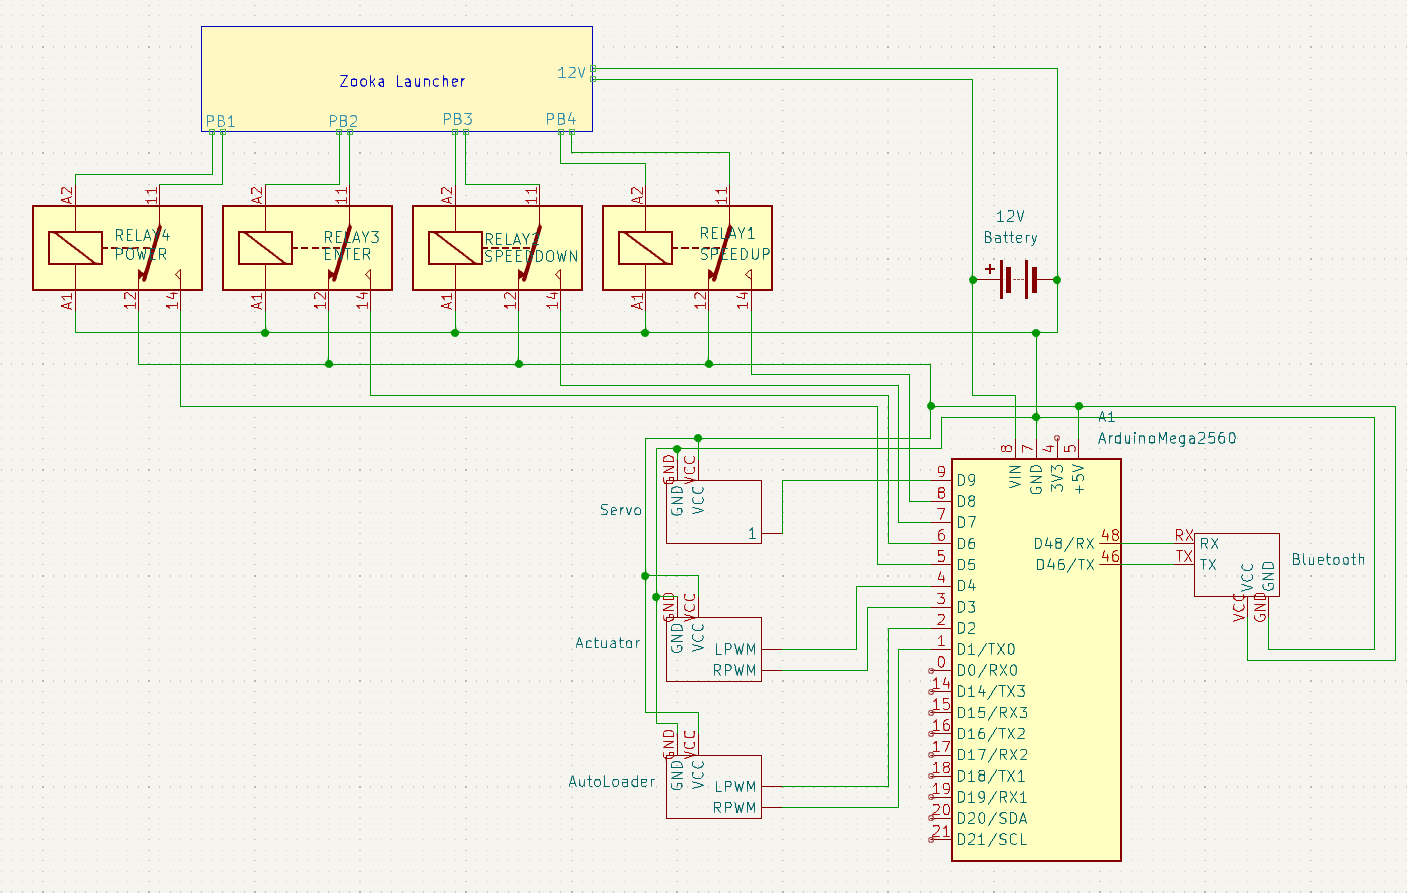 12V
Zooka Launcher
PB1
PB2
PB3
PB4
A2
11
A2
11
A2
11
A2
11
RELAY4
POWER
RELAY3
ENTER
RELAY2
SPEEDDOWN
RELAY1
SPEEDUP
12V
Battery
+
A1
12
14
A1
12
14
A1
12
14
A1
12
14
A1
ArduinoMega2560
8
7
4
5
VIN
GND
3V3
+5V
GND
VCC
GND
VCC
Servo
1
9
D9
8
D8
7
D7
6
D6
5
D5
4
D4
3
D3
2
D2
1
D1/TX0
0
D0/RX0
14
D14/TX3
15
D15/RX3
16
D16/TX2
17
D17/RX2
18
D18/TX1
19
D19/RX1
20
D20/SDA
21
D21/SCL
D48/RX
48
D46/TX
46
RX
RX
TX
TX
VCC
GND
VCC
GND
Bluetooth
GND
VCC
GND
VCC
Actuator
LPWM
RPWM
GND
VCC
GND
VCC
AutoLoader
LPWM
RPWM